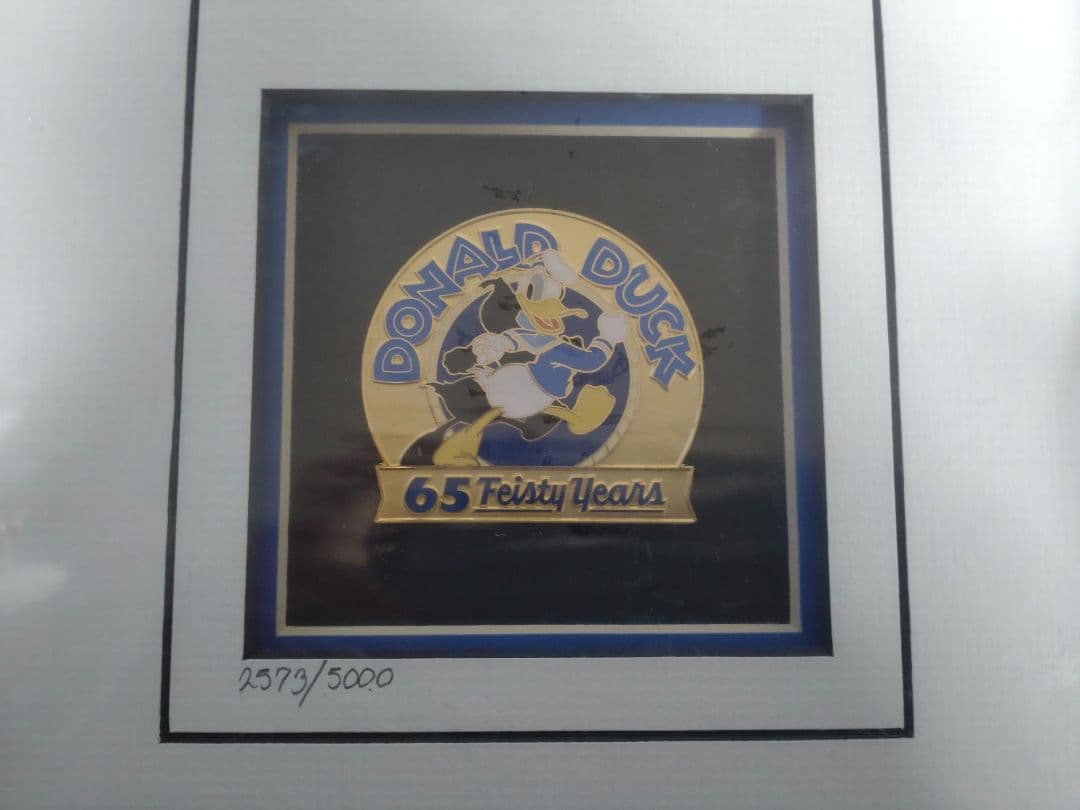 DONALD DUCK
65 Feisty Years
2573/5000